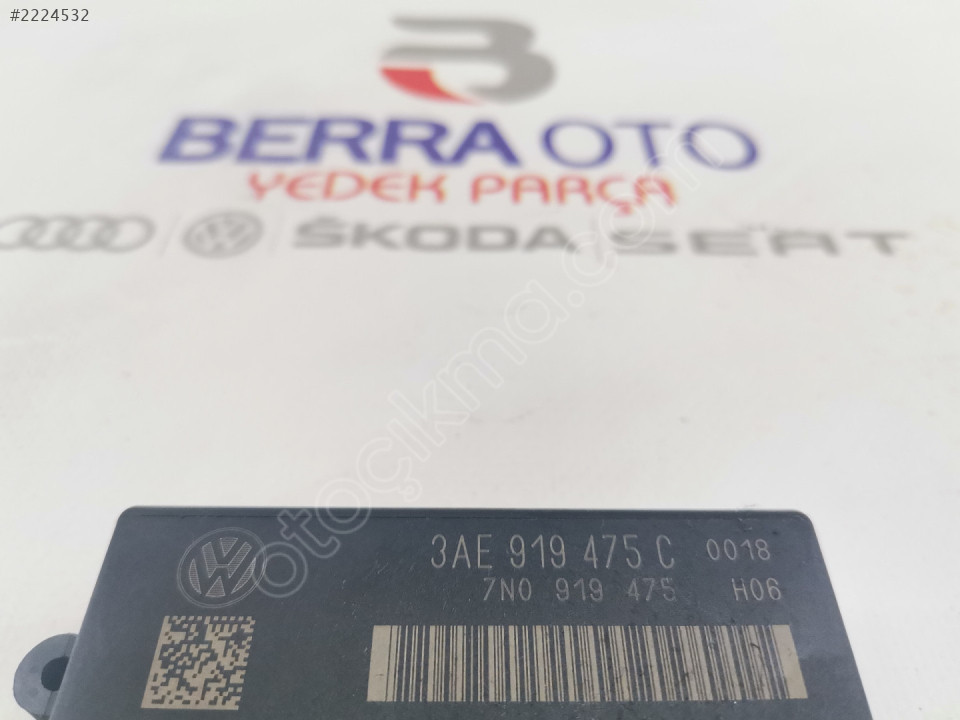 #2224532
BERRA OTO
YEDEK PARÇA
ŠKODA SEAT
otoçıkma.com
3AE 919 475 C 0018
7N0 919 475 H06